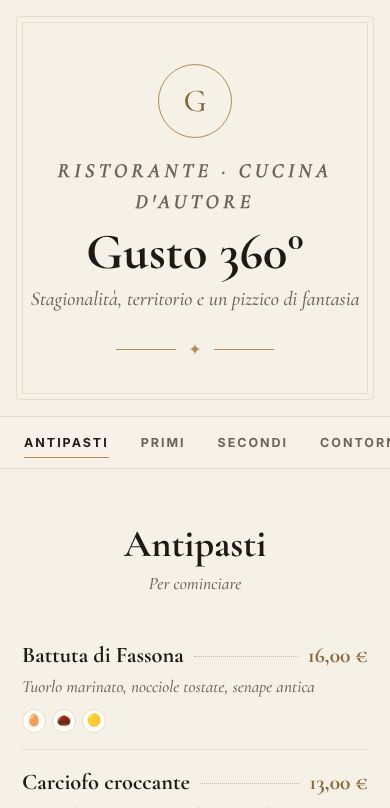 G
RISTORANTE · CUCINA
D'AUTORE
Gusto 360°
Stagionalità, territorio e un pizzico di fantasia
ANTIPASTI PRIMI SECONDI
Antipasti
Per cominciare
Battuta di Fassona 16,00 €
Tuorlo marinato, nocciole tostate, senape antica
Carciofo croccante 13,00 €